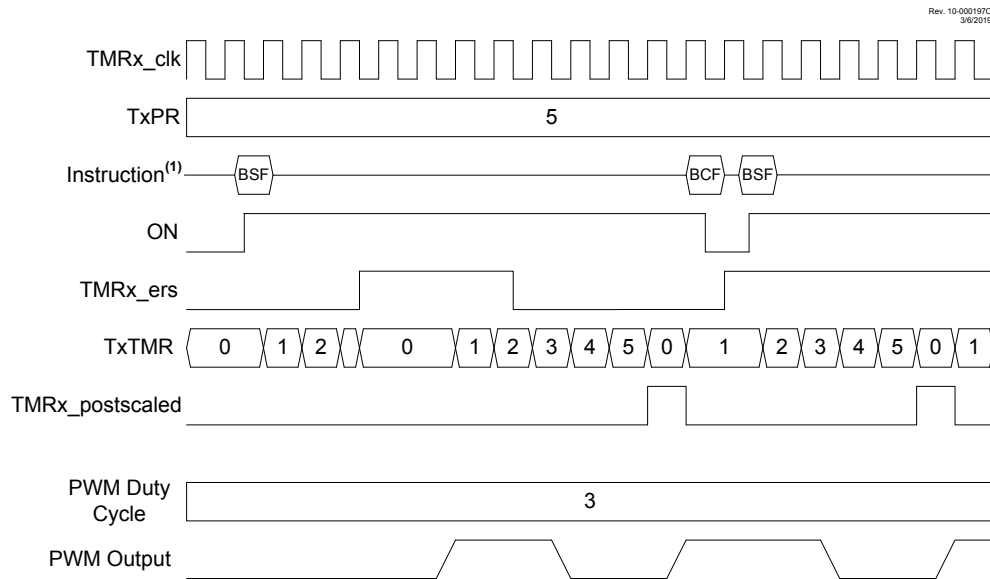 Rev. 10-000197C
3/6/2019
TMRx_clk
TxPR 5
Instruction(1) BSF BCF BSF
ON
TMRx_ers
TxTMR 0 1 2 0 1 2 3 4 5 0 1 2 3 4 5 0 1
TMRx_postscaled
PWM Duty
Cycle
3
PWM Output